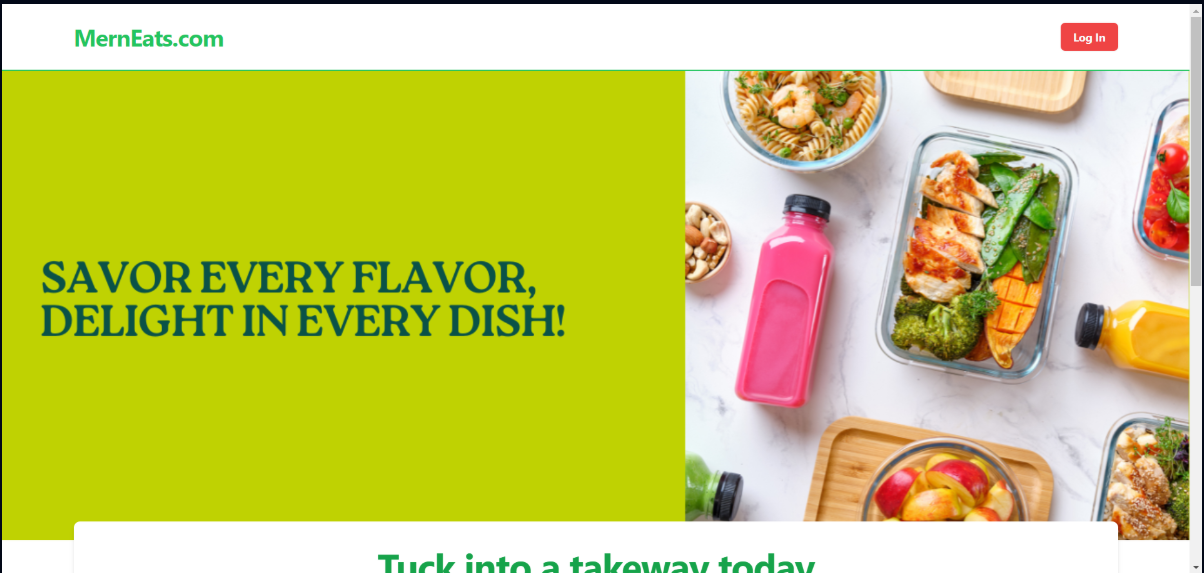 MernEats.com
Log In
SAVOR EVERY FLAVOR,
DELIGHT IN EVERY DISH!
Tuck into a takeway today